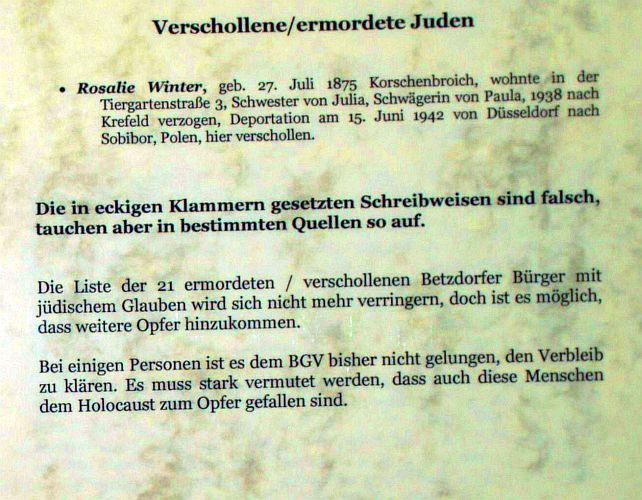 Verschollene/ermordete Juden
• Rosalie Winter, geb. 27. Juli 1875 Korschenbroich, wohnte in der
Tiergartenstraße 3, Schwester von Julia, Schwägerin von Paula, 1938 nach
Krefeld verzogen, Deportation am 15. Juni 1942 von Düsseldorf nach
Sobibor, Polen, hier verschollen.
Die in eckigen Klammern gesetzten Schreibweisen sind falsch,
tauchen aber in bestimmten Quellen so auf.
Die Liste der 21 ermordeten / verschollenen Betzdorfer Bürger mit
jüdischem Glauben wird sich nicht mehr verringern, doch ist es möglich,
dass weitere Opfer hinzukommen.
Bei einigen Personen ist es dem BGV bisher nicht gelungen, den Verbleib
zu klären. Es muss stark vermutet werden, dass auch diese Menschen
dem Holocaust zum Opfer gefallen sind.